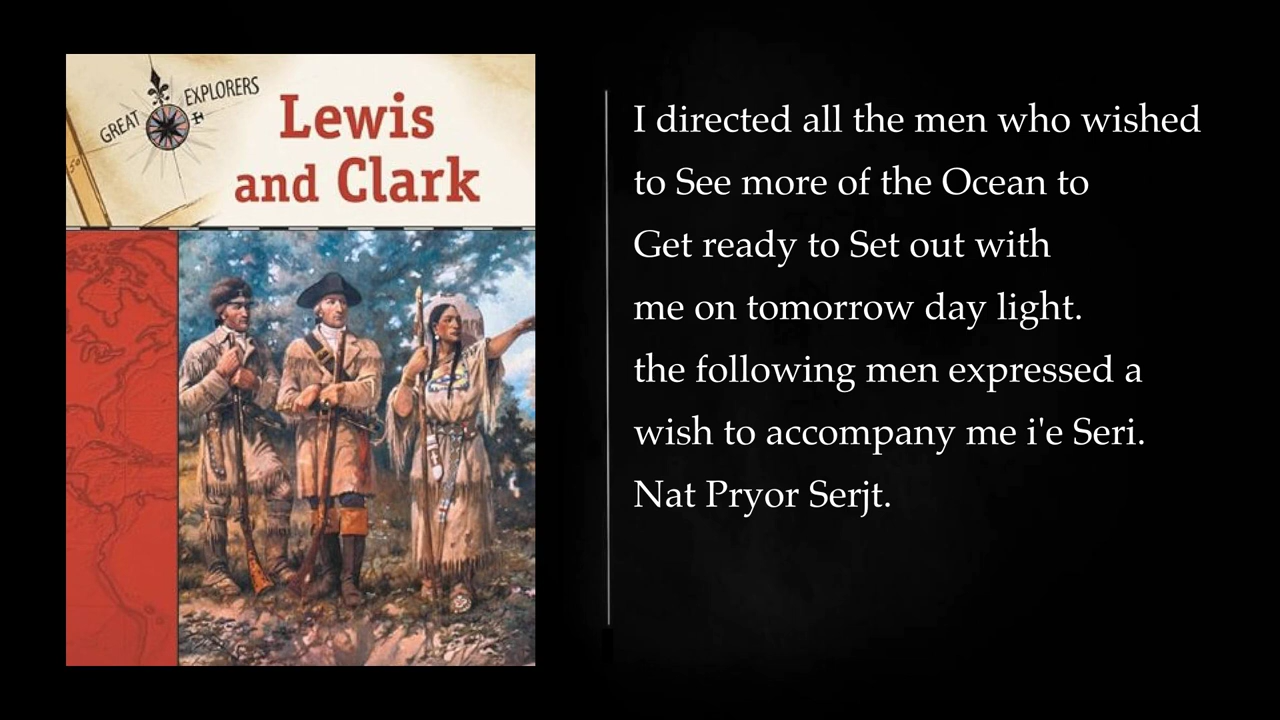 GREAT EXPLORERS
Lewis
and Clark
I directed all the men who wished
to See more of the Ocean to
Get ready to Set out with
me on tomorrow day light.
the following men expressed a
wish to accompany me i'e Seri.
Nat Pryor Serjt.